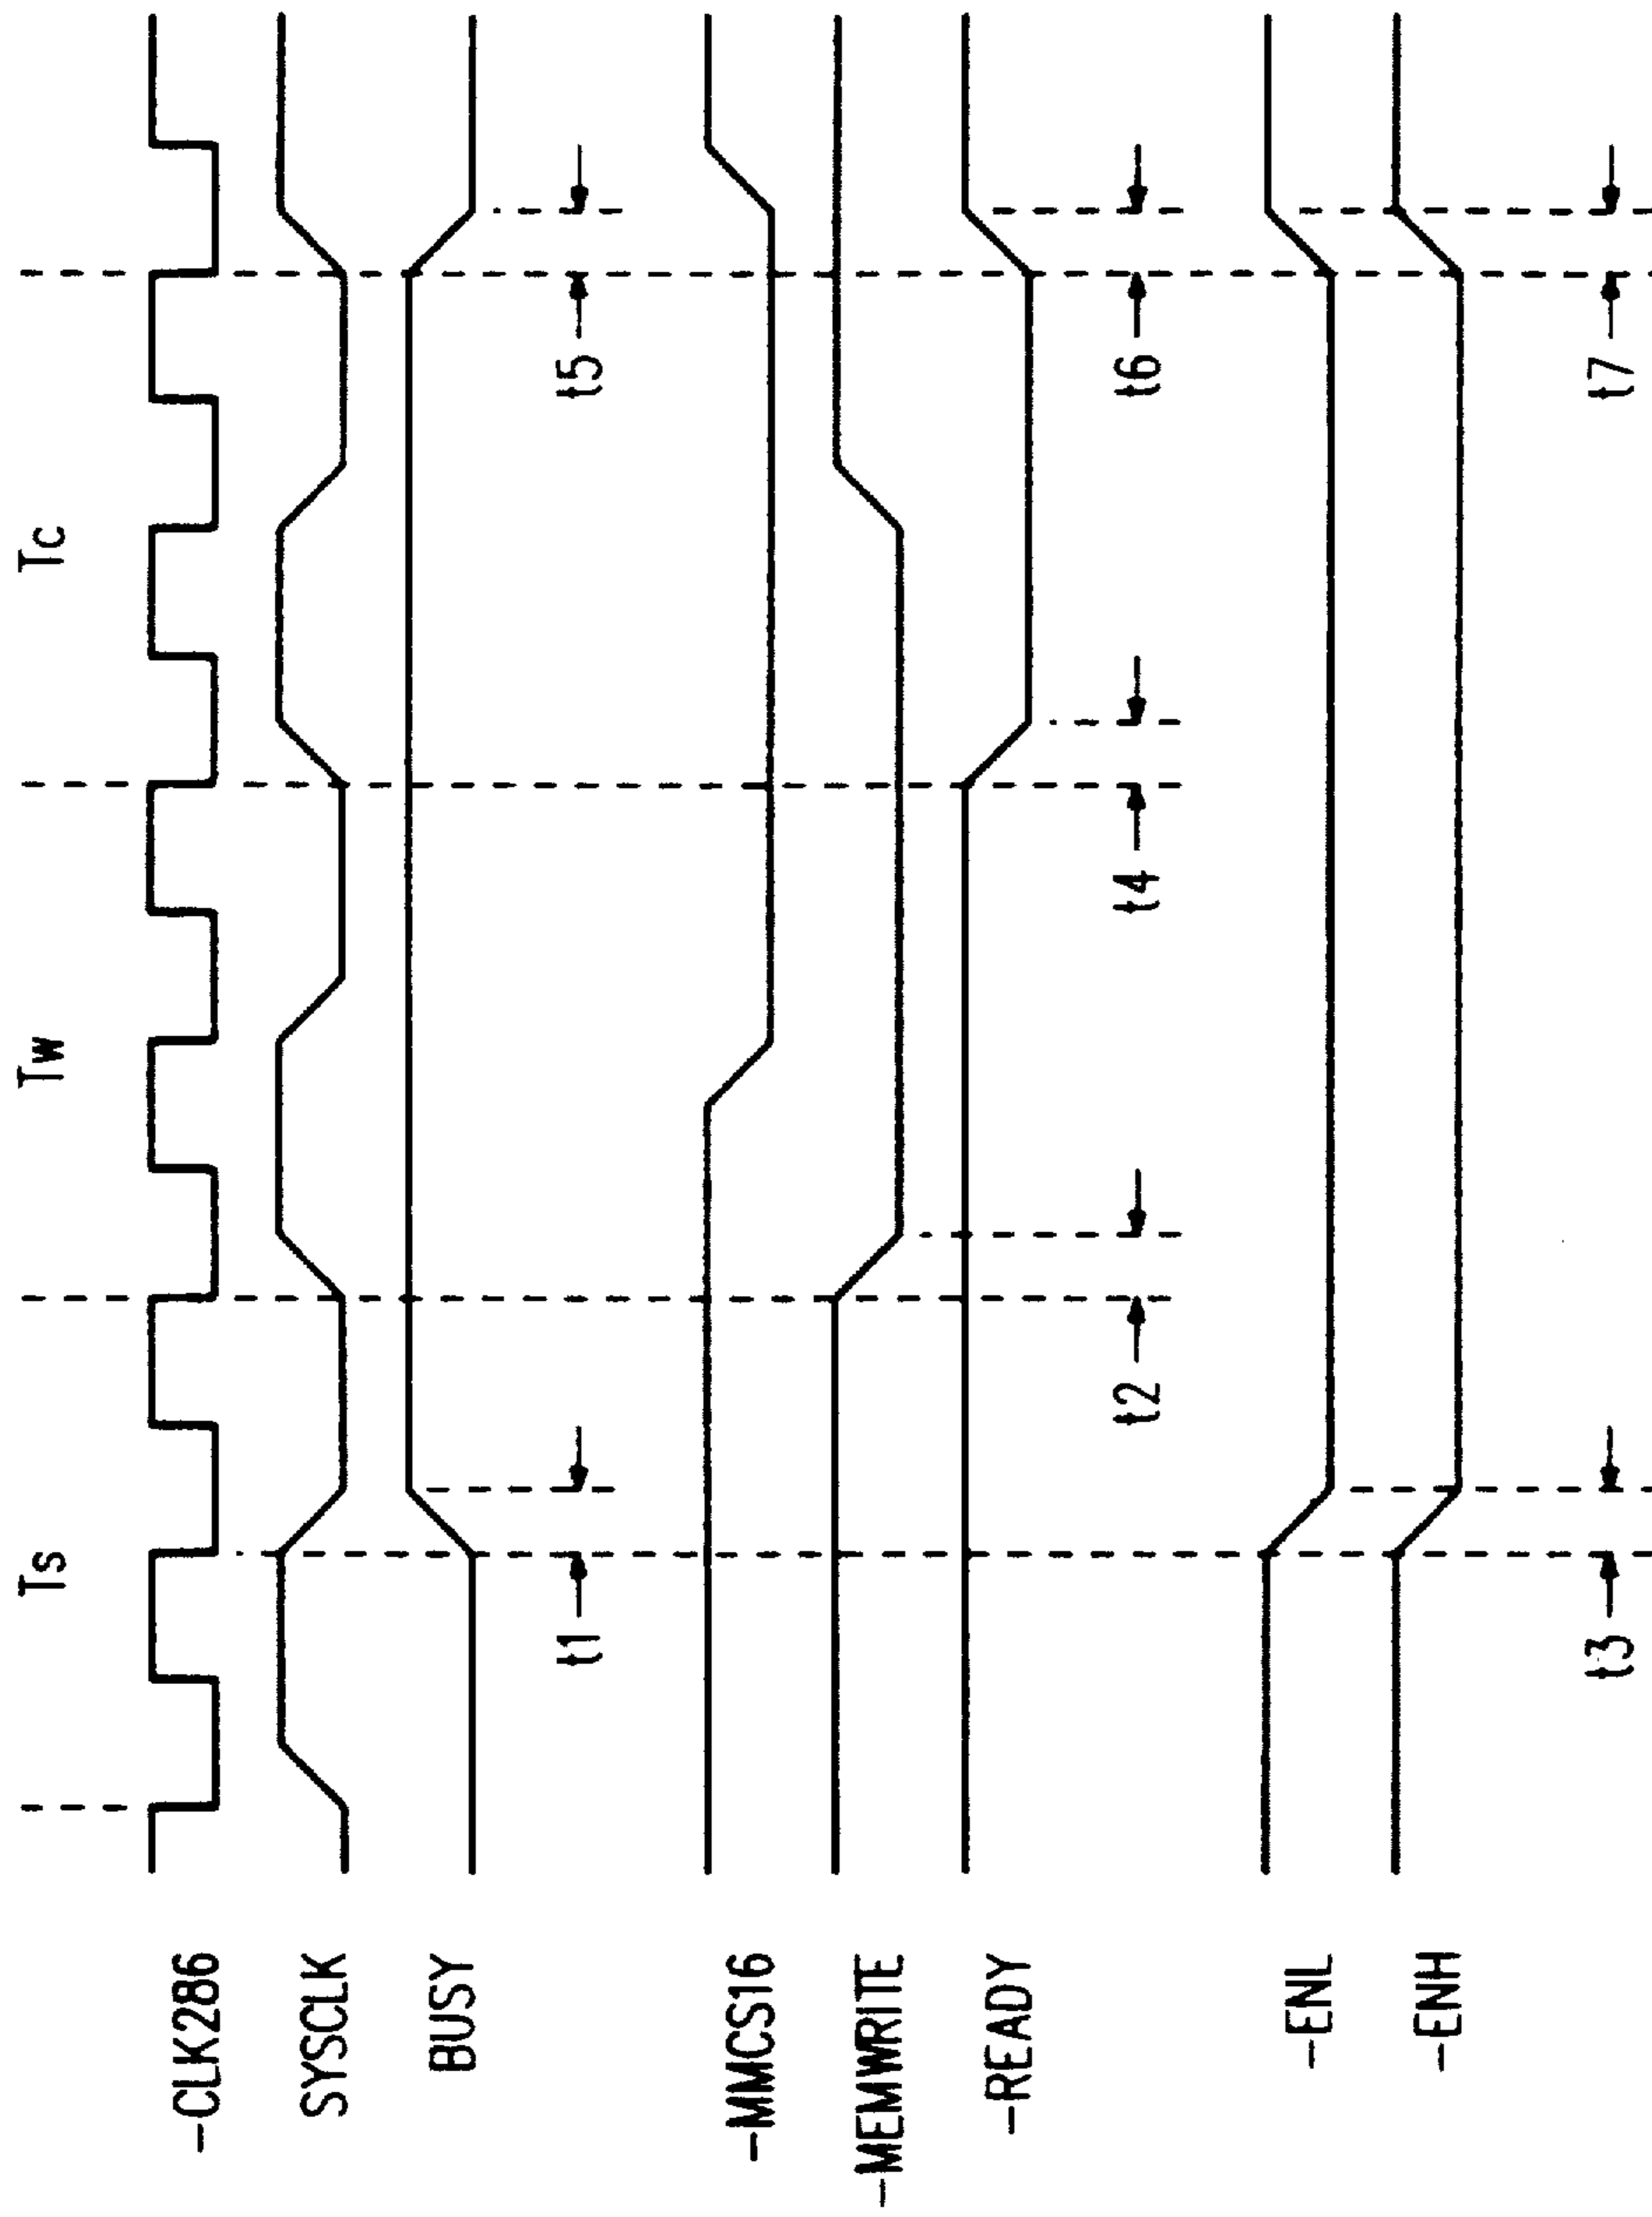 Ts Tw Tc
-CLK286
SYSCLK
BUSY
t1 t5
-MMCS16
-MEMWRITE
-READY
t2 t4 t6
-ENL
-ENH
t3 t7